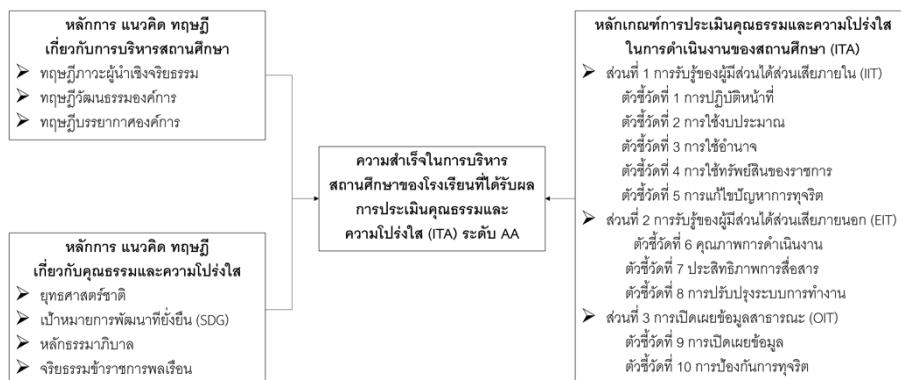 หลักการ แนวคิด ทฤษฎี
เกี่ยวกับการบริหารสถานศึกษา
➤ ทฤษฎีภาวะผู้นำเชิงจริยธรรม
➤ ทฤษฎีวัฒนธรรมองค์การ
➤ ทฤษฎีบรรยากาศองค์การ
หลักการ แนวคิด ทฤษฎี
เกี่ยวกับคุณธรรมและความโปร่งใส
➤ ยุทธศาสตร์ชาติ
➤ เป้าหมายการพัฒนาที่ยั่งยืน (SDG)
➤ หลักธรรมาภิบาล
➤ จริยธรรมข้าราชการพลเรือน
ความสำเร็จในการบริหาร
สถานศึกษาของโรงเรียนที่ได้รับผล
การประเมินคุณธรรมและ
ความโปร่งใส (ITA) ระดับ AA
หลักเกณฑ์การประเมินคุณธรรมและความโปร่งใส
ในการดำเนินงานของสถานศึกษา (ITA)
➤ ส่วนที่ 1 การรับรู้ของผู้มีส่วนได้ส่วนเสียภายใน (IIT)
ตัวชี้วัดที่ 1 การปฏิบัติหน้าที่
ตัวชี้วัดที่ 2 การใช้งบประมาณ
ตัวชี้วัดที่ 3 การใช้อำนาจ
ตัวชี้วัดที่ 4 การใช้ทรัพย์สินของราชการ
ตัวชี้วัดที่ 5 การแก้ไขปัญหาการทุจริต
➤ ส่วนที่ 2 การรับรู้ของผู้มีส่วนได้ส่วนเสียภายนอก (EIT)
ตัวชี้วัดที่ 6 คุณภาพการดำเนินงาน
ตัวชี้วัดที่ 7 ประสิทธิภาพการสื่อสาร
ตัวชี้วัดที่ 8 การปรับปรุงระบบการทำงาน
➤ ส่วนที่ 3 การเปิดเผยข้อมูลสาธารณะ (OIT)
ตัวชี้วัดที่ 9 การเปิดเผยข้อมูล
ตัวชี้วัดที่ 10 การป้องกันการทุจริต